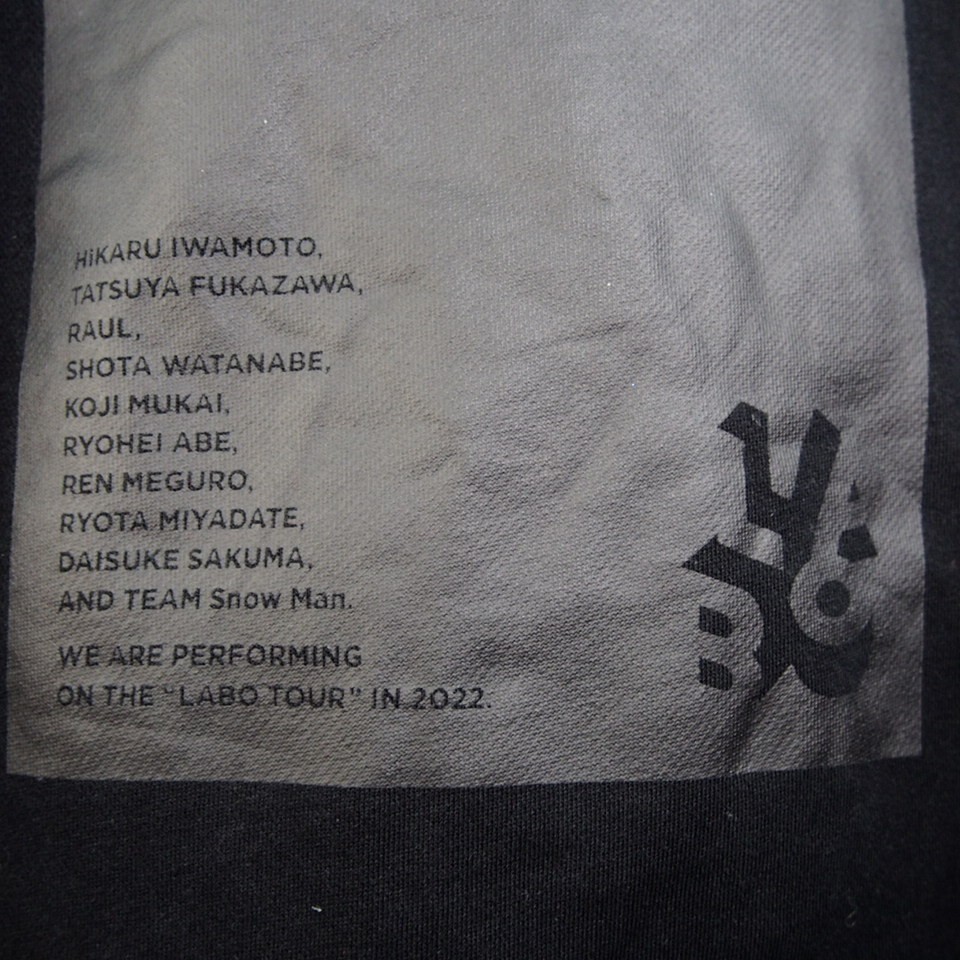 HiKARU IWAMOTO,
TATSUYA FUKAZAWA,
RAUL,
SHOTA WATANABE,
KOJI MUKAI,
RYOHEI ABE,
REN MEGURO,
RYOTA MIYADATE,
DAISUKE SAKUMA,
AND TEAM Snow Man.
WE ARE PERFORMING
ON THE "LABO TOUR" IN 2022.